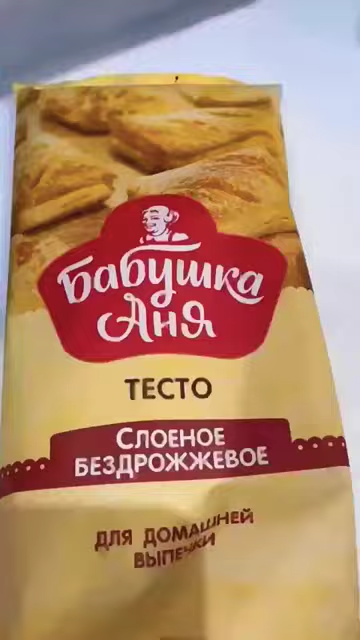 Бабушка
Аня
ТЕСТО
СЛОЕНОЕ
БЕЗДРОЖЖЕВОЕ
ДЛЯ ДОМАШНЕЙ
ВЫПЕЧКИ